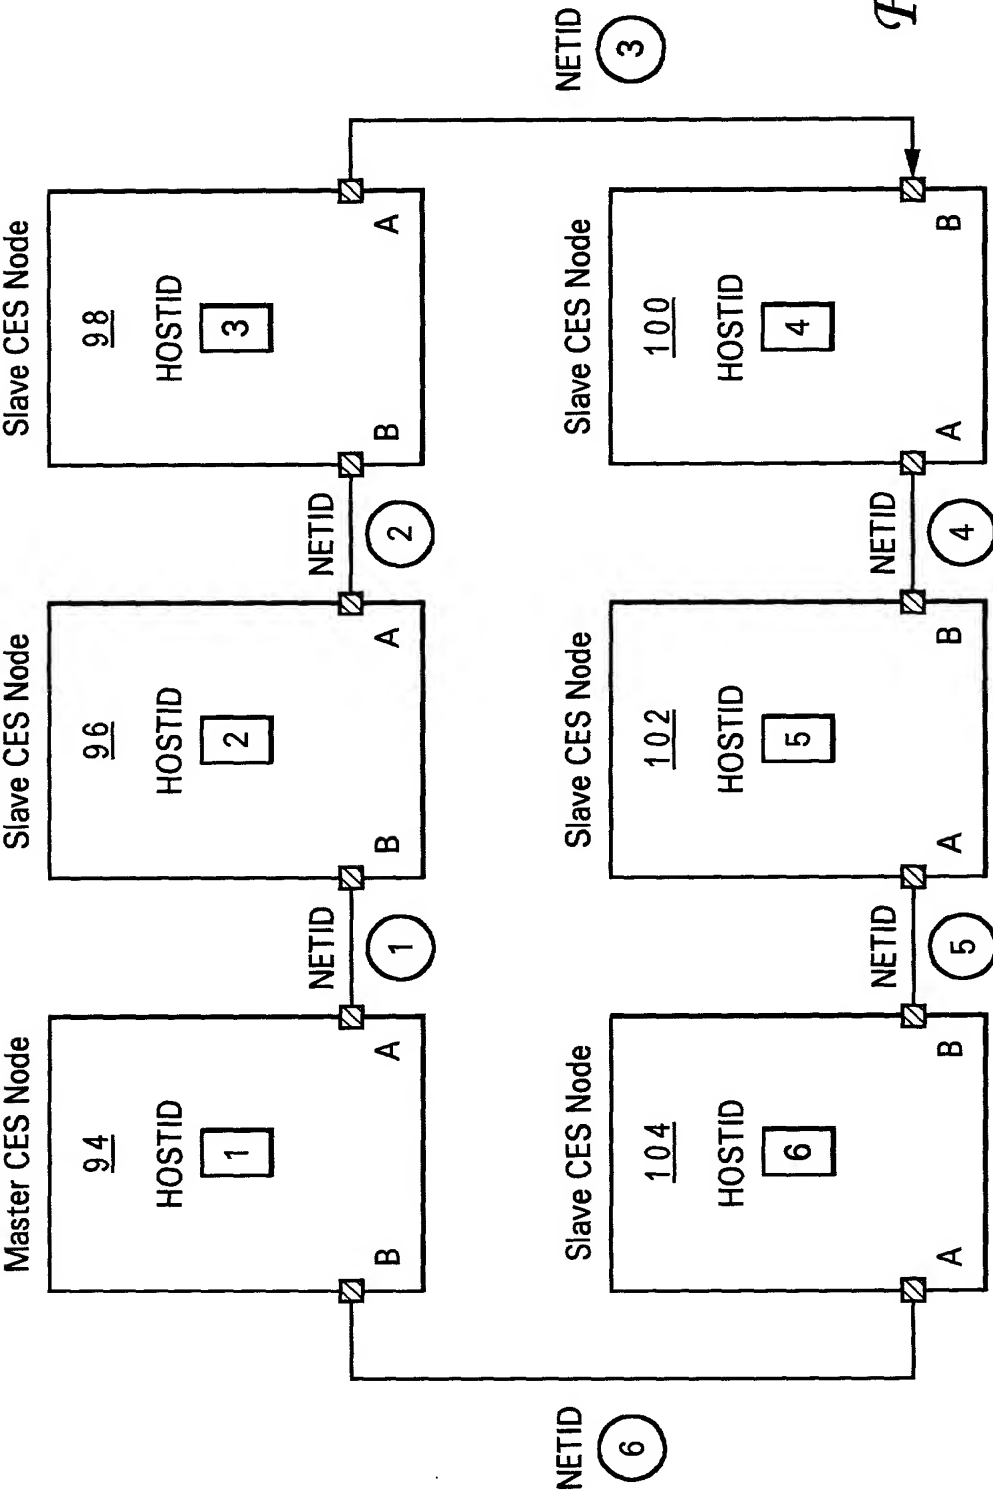 Master CES Node
Slave CES Node
Slave CES Node
94
96
98
HOSTID
HOSTID
HOSTID
1
2
3
B
A
B
A
B
A
NETID
1
NETID
2
NETID
6
NETID
3
Slave CES Node
Slave CES Node
Slave CES Node
104
102
100
HOSTID
HOSTID
HOSTID
6
5
4
A
B
A
B
A
B
NETID
5
NETID
4